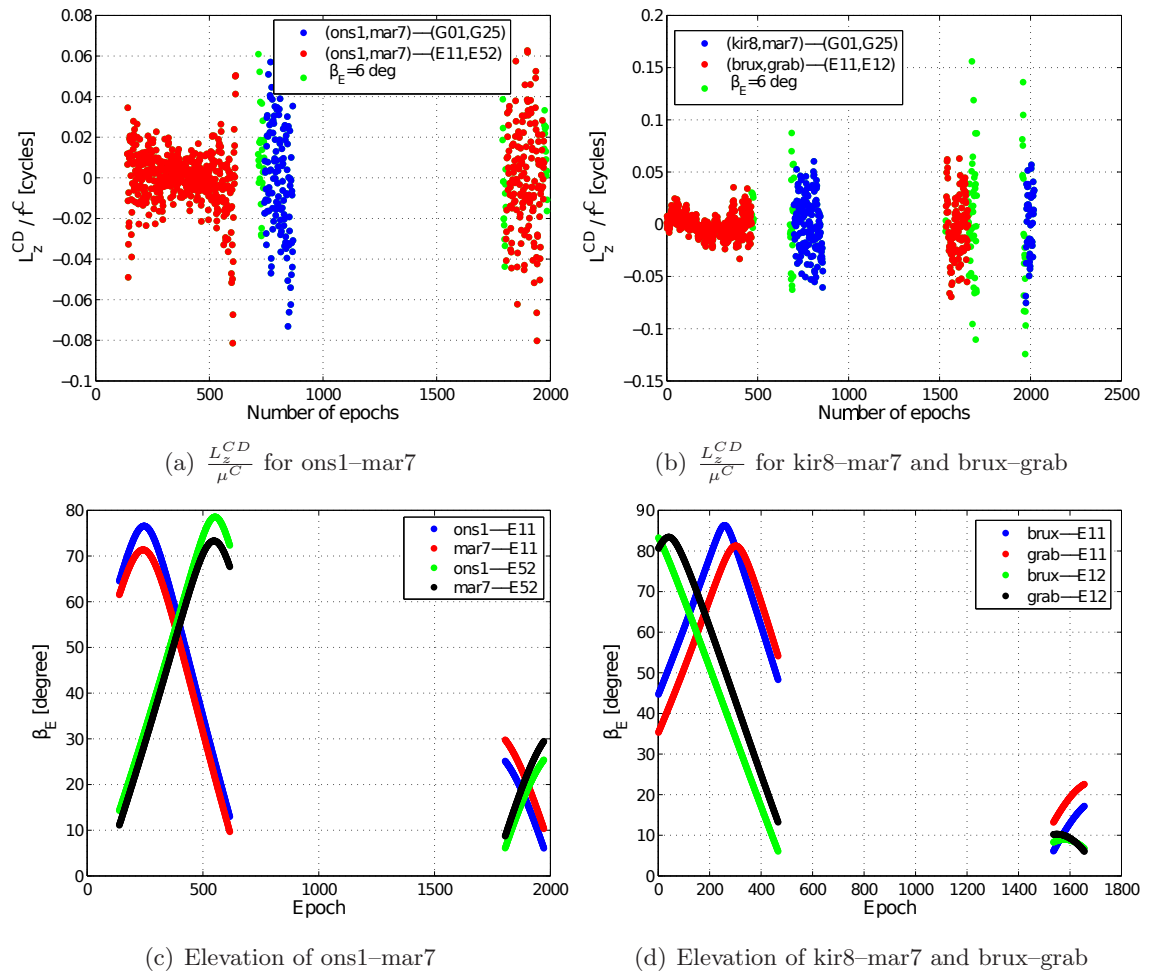 (ons1,mar7)—(G01,G25)
(ons1,mar7)—(E11,E52)
β_E=6 deg
0.08
0.06
0.04
0.02
0
−0.02
−0.04
−0.06
−0.08
−0.1
L_z^CD / f^C [cycles]
0 500 1000 1500 2000
Number of epochs
(a) L_z^CD / μ^C for ons1–mar7
(kir8,mar7)—(G01,G25)
(brux,grab)—(E11,E12)
β_E=6 deg
0.2
0.15
0.1
0.05
0
−0.05
−0.1
−0.15
L_z^CD / f^C [cycles]
0 500 1000 1500 2000 2500
Number of epochs
(b) L_z^CD / μ^C for kir8–mar7 and brux–grab
ons1—E11
mar7—E11
ons1—E52
mar7—E52
80
70
60
50
40
30
20
10
0
β_E [degree]
0 500 1000 1500 2000
Epoch
(c) Elevation of ons1–mar7
brux—E11
grab—E11
brux—E12
grab—E12
90
80
70
60
50
40
30
20
10
0
β_E [degree]
0 200 400 600 800 1000 1200 1400 1600 1800
Epoch
(d) Elevation of kir8–mar7 and brux–grab